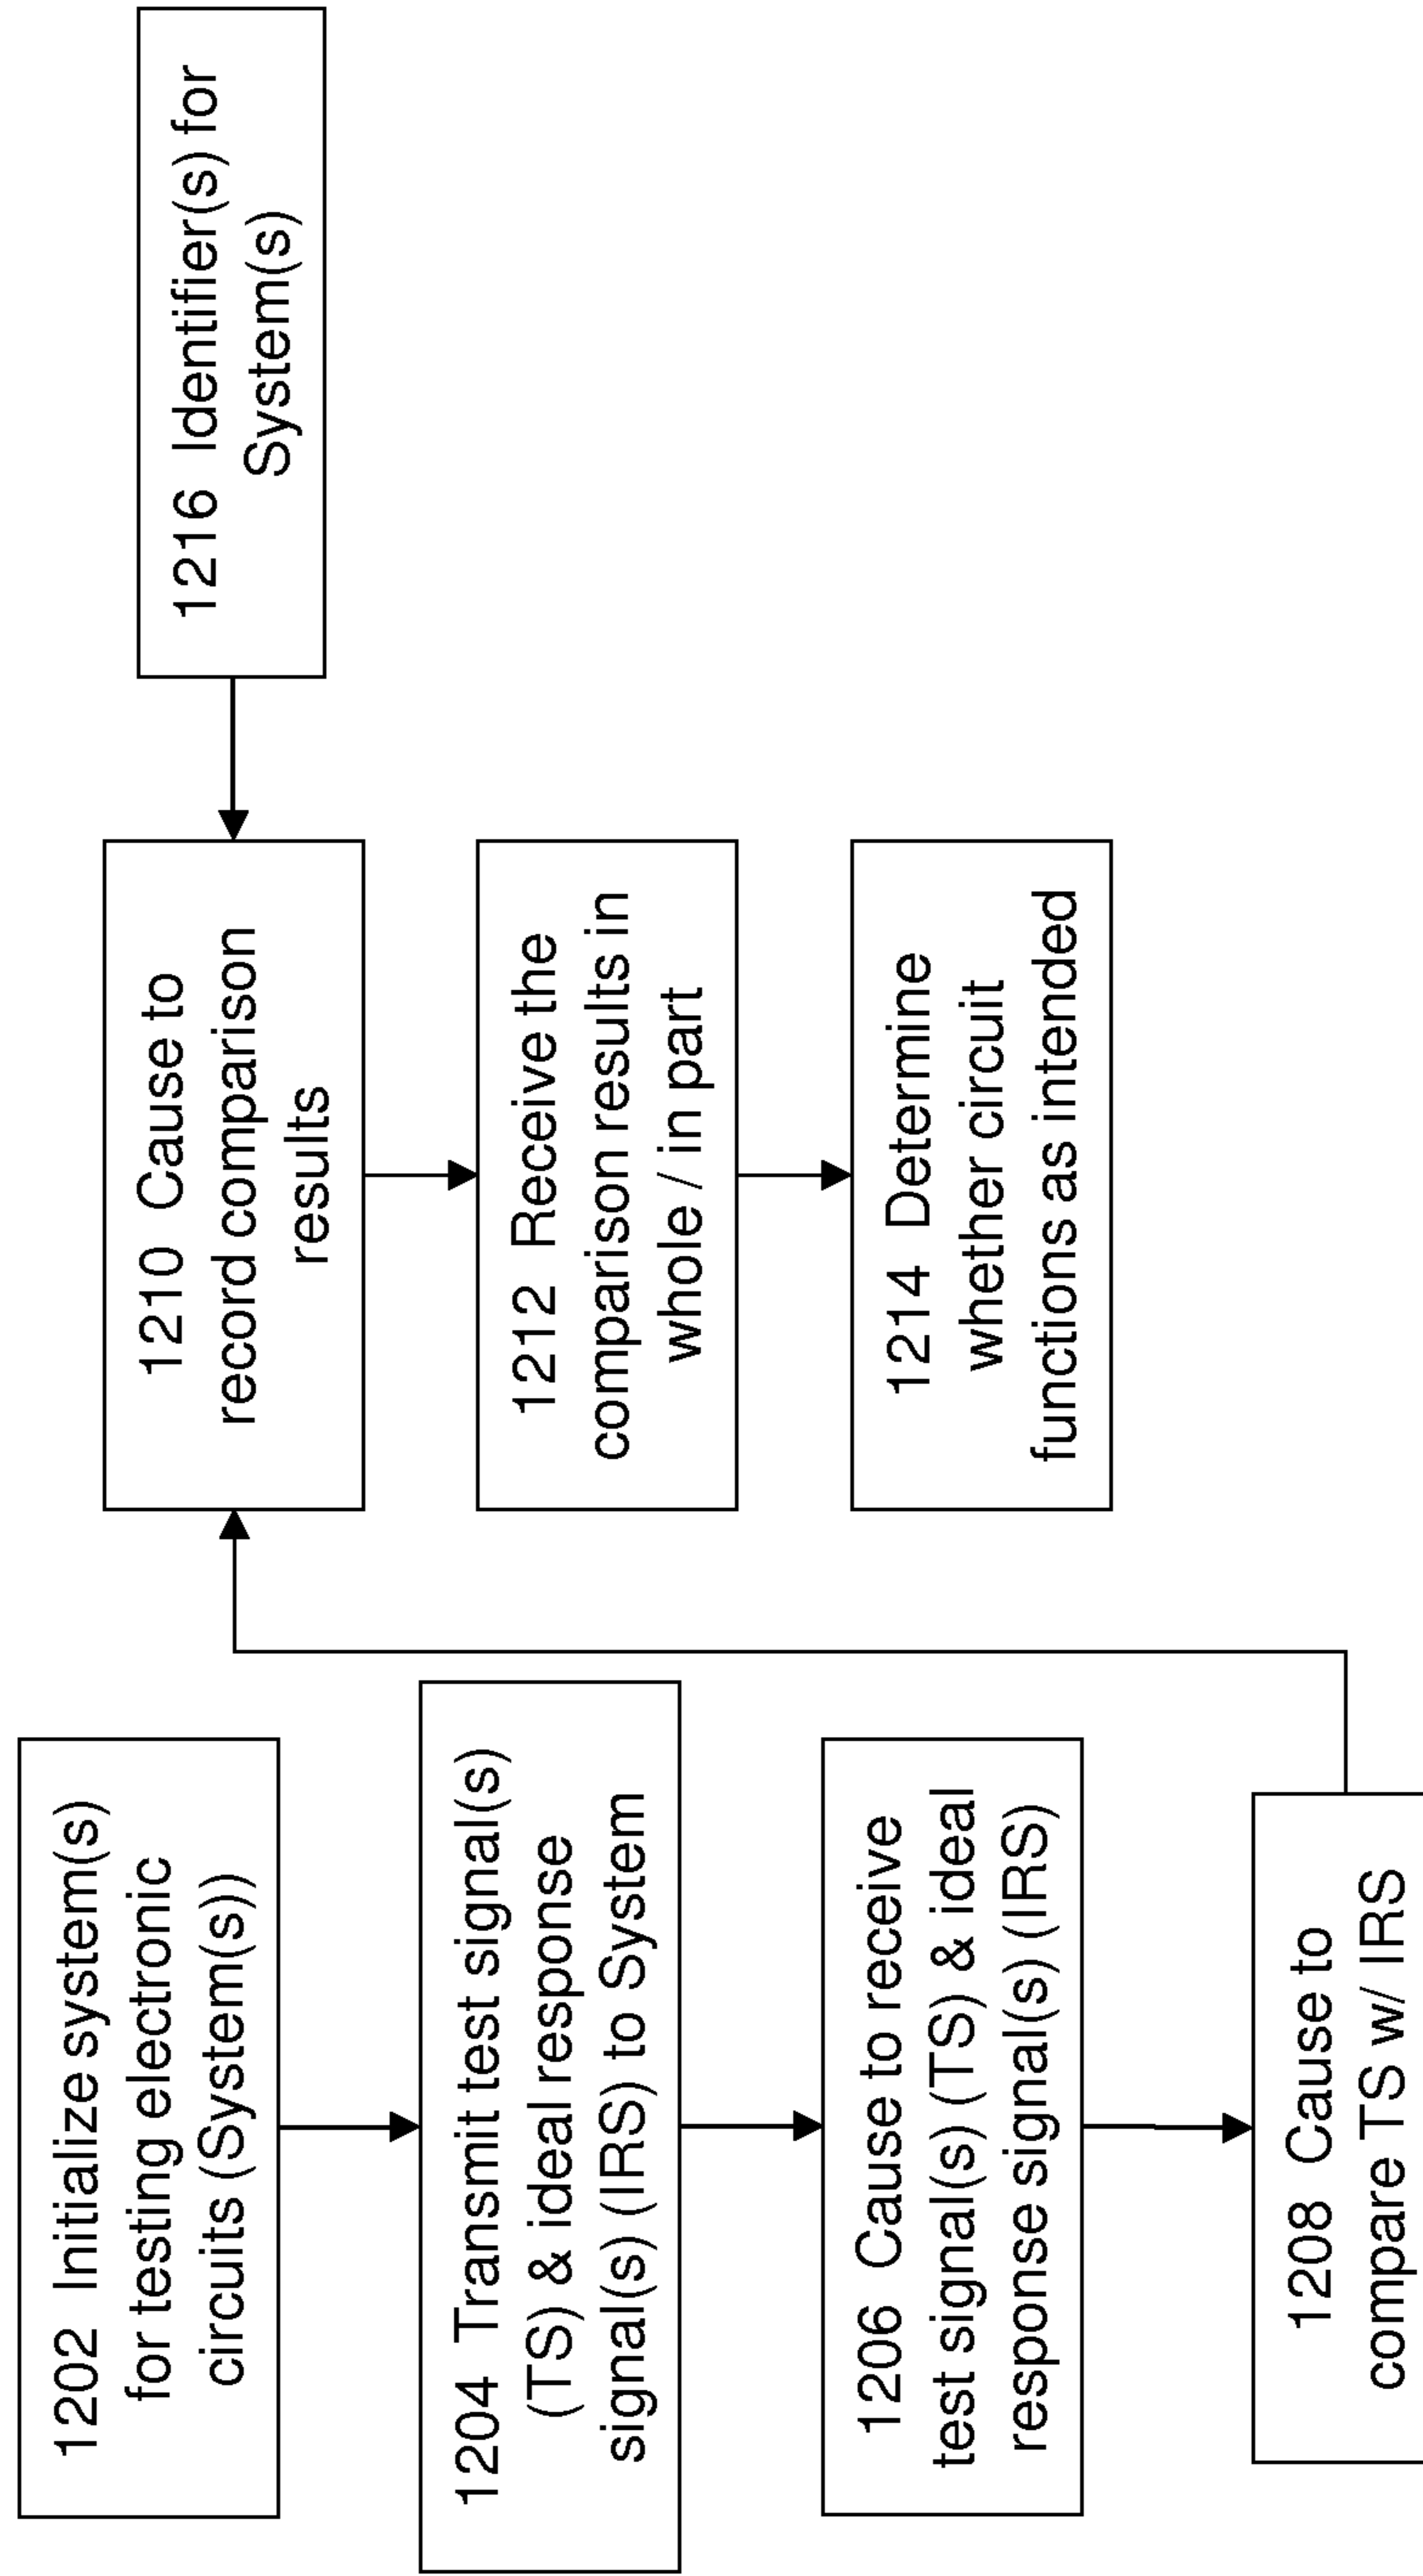 1202 Initialize system(s)
for testing electronic
circuits (System(s))
1204 Transmit test signal(s)
(TS) & ideal response
signal(s) (IRS) to System
1206 Cause to receive
test signal(s) (TS) & ideal
response signal(s) (IRS)
1208 Cause to
compare TS w/ IRS
1210 Cause to
record comparison
results
1212 Receive the
comparison results in
whole / in part
1214 Determine
whether circuit
functions as intended
1216 Identifier(s) for
System(s)